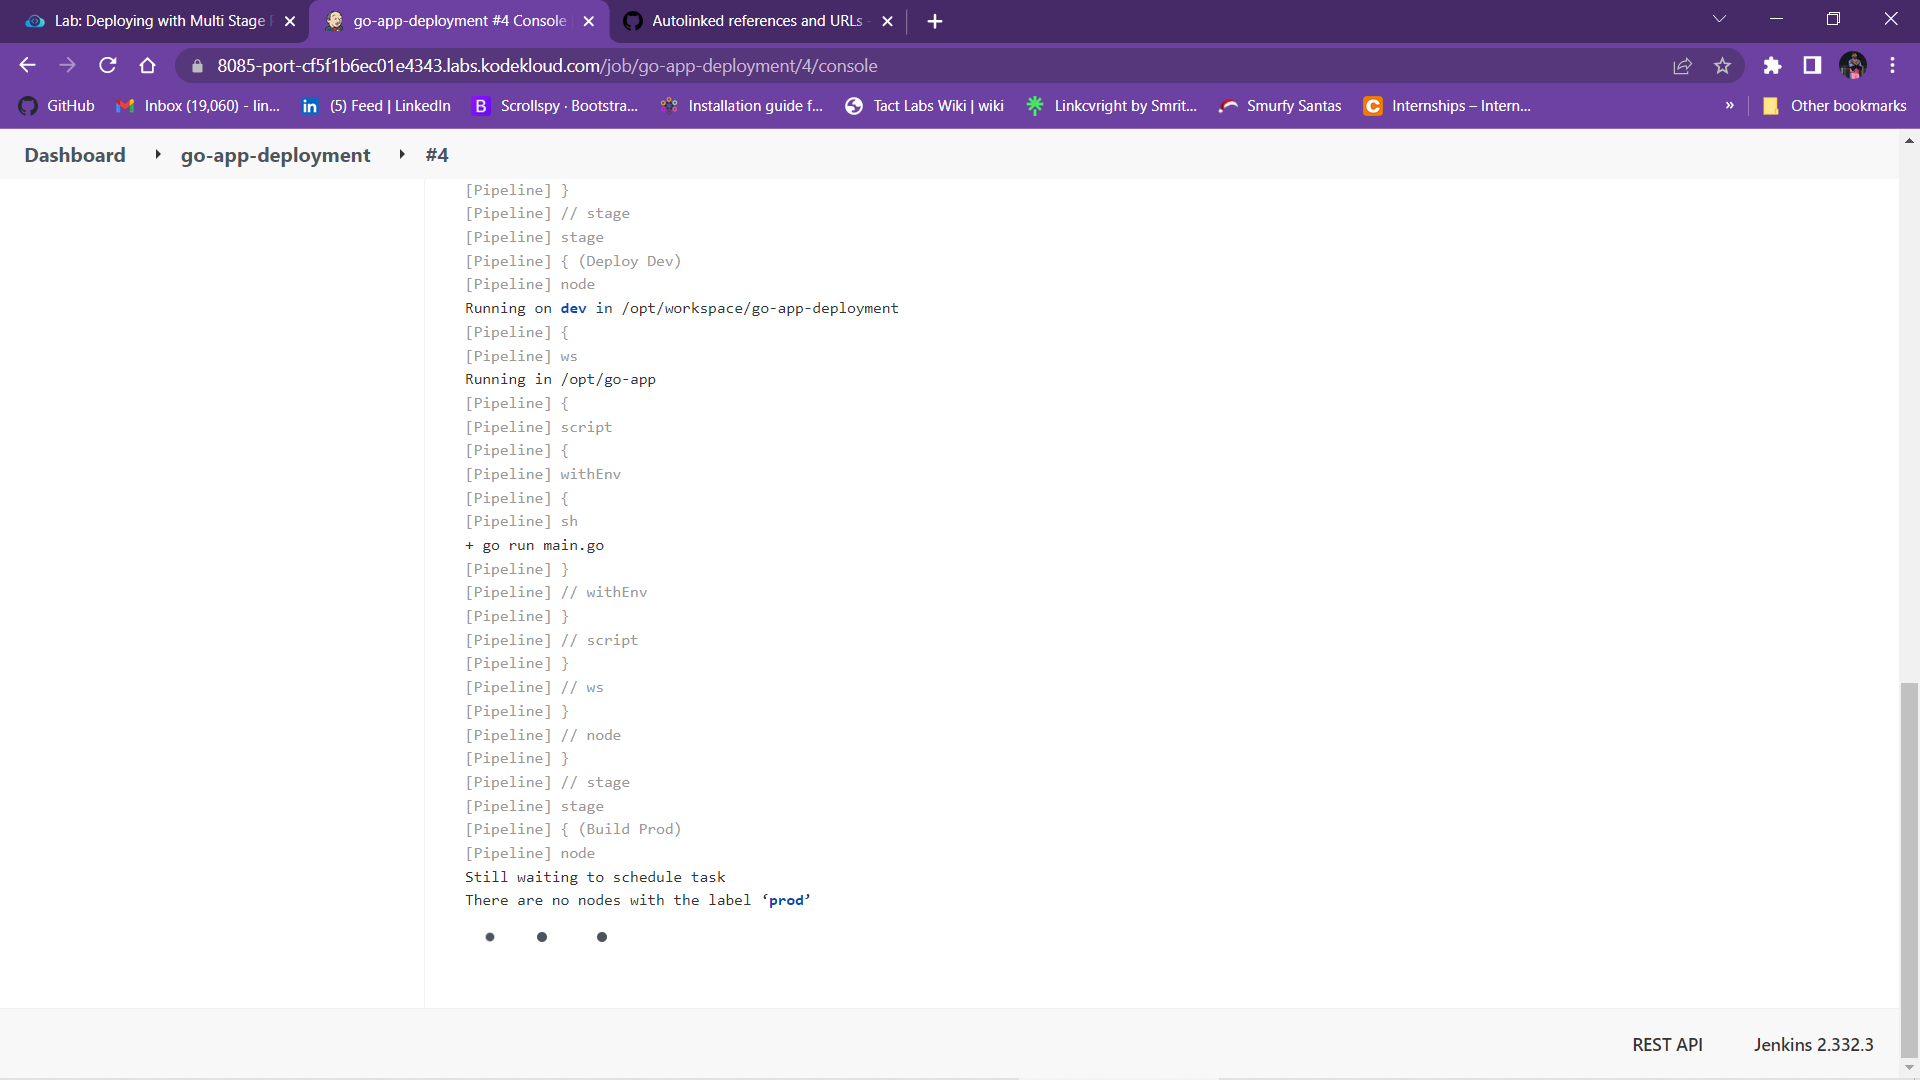 Lab: Deploying with Multi Stage
go-app-deployment #4 Console
Autolinked references and URLs
8085-port-cf5f1b6ec01e4343.labs.kodekloud.com/job/go-app-deployment/4/console
GitHub
Inbox (19,060) - lin...
(5) Feed | LinkedIn
Scrollspy · Bootstra...
Installation guide f...
Tact Labs Wiki | wiki
Linkcvright by Smrit...
Smurfy Santas
Internships – Intern...
»
Other bookmarks
Dashboard
go-app-deployment
#4
[Pipeline] }
[Pipeline] // stage
[Pipeline] stage
[Pipeline] { (Deploy Dev)
[Pipeline] node
Running on dev in /opt/workspace/go-app-deployment
[Pipeline] {
[Pipeline] ws
Running in /opt/go-app
[Pipeline] {
[Pipeline] script
[Pipeline] {
[Pipeline] withEnv
[Pipeline] {
[Pipeline] sh
+ go run main.go
[Pipeline] }
[Pipeline] // withEnv
[Pipeline] }
[Pipeline] // script
[Pipeline] }
[Pipeline] // ws
[Pipeline] }
[Pipeline] // node
[Pipeline] }
[Pipeline] // stage
[Pipeline] stage
[Pipeline] { (Build Prod)
[Pipeline] node
Still waiting to schedule task
There are no nodes with the label ‘prod’
REST API
Jenkins 2.332.3